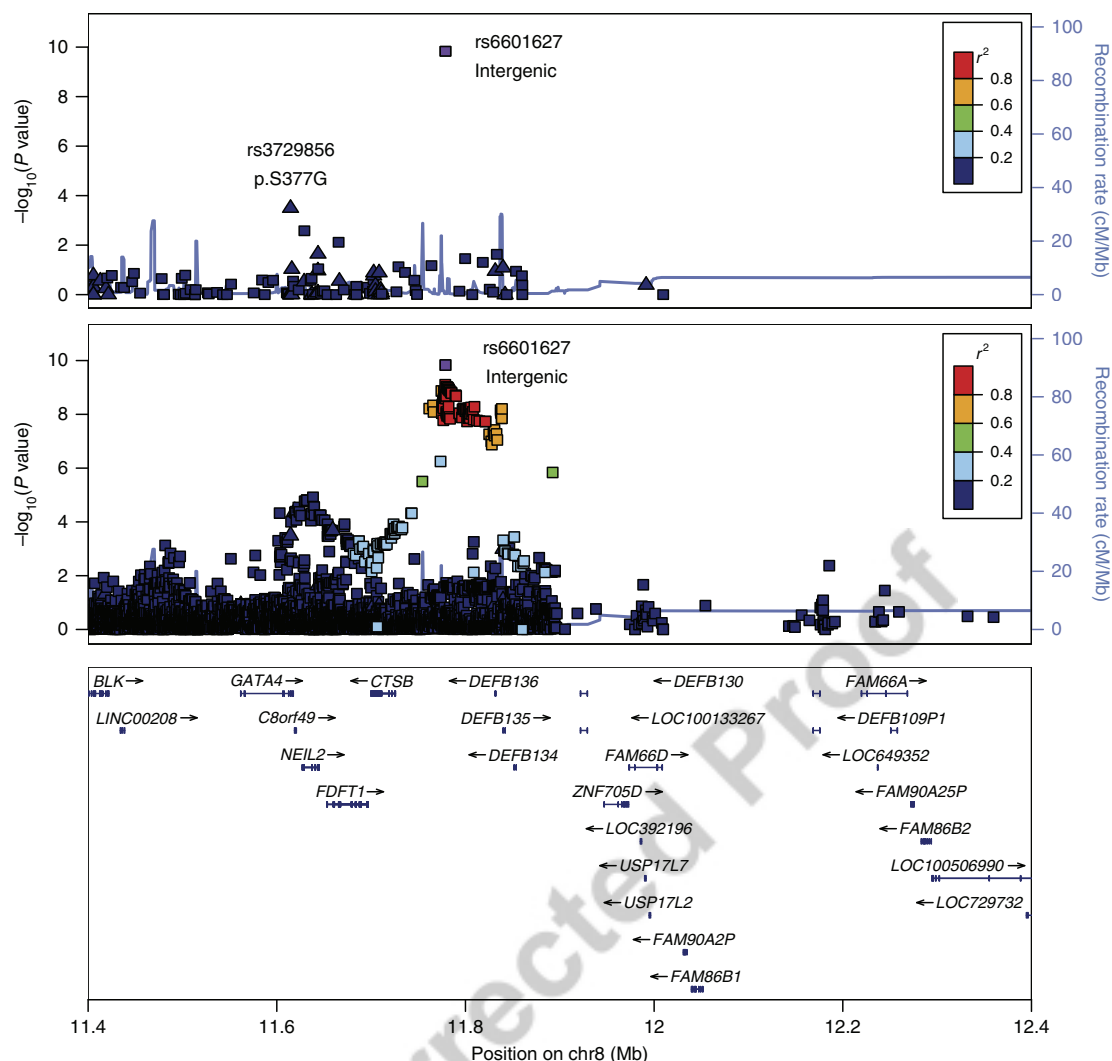 rs6601627
Intergenic
rs3729856
p.S377G
r²
0.8
0.6
0.4
0.2
10
8
6
4
2
0
–log₁₀(P value)
100
80
60
40
20
0
Recombination rate (cM/Mb)
rs6601627
Intergenic
r²
0.8
0.6
0.4
0.2
10
8
6
4
2
0
–log₁₀(P value)
100
80
60
40
20
0
Recombination rate (cM/Mb)
BLK→ GATA4→ ←CTSB ←DEFB136 ←DEFB130 FAM66A→
LINC00208→ C8orf49→ DEFB135→ ←LOC100133267 ←DEFB109P1
NEIL2→ ←DEFB134 FAM66D→ ←LOC649352
FDFT1→ ZNF705D→ ←FAM90A25P
←LOC392196 ←FAM86B2
←USP17L7 LOC100506990→
←USP17L2 ←LOC729732
←FAM90A2P
←FAM86B1
11.4 11.6 11.8 12 12.2 12.4
Position on chr8 (Mb)
rrected Proof